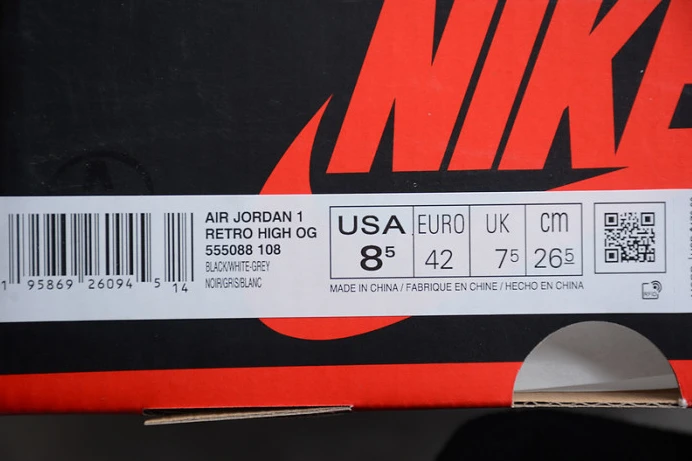 NIKE
AIR JORDAN 1
RETRO HIGH OG
555088 108
BLACK/WHITE-GREY
NOIR/GRIS/BLANC
1 95869 26094 5 14
USA EURO UK cm
8⁵ 42 7⁵ 26⁵
MADE IN CHINA / FABRIQUE EN CHINE / HECHO EN CHINA
RFID